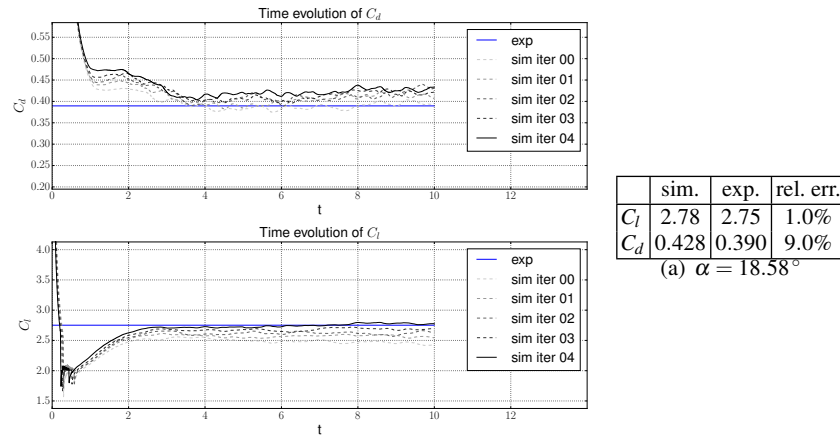 Time evolution of C_d
0.55
0.50
0.45
0.40
0.35
0.30
0.25
0.20
C_d
exp
sim iter 00
sim iter 01
sim iter 02
sim iter 03
sim iter 04
0 2 4 6 8 10 12
t
Time evolution of C_l
4.0
3.5
3.0
2.5
2.0
1.5
C_l
exp
sim iter 00
sim iter 01
sim iter 02
sim iter 03
sim iter 04
0 2 4 6 8 10 12
t
sim. exp. rel. err.
C_l 2.78 2.75 1.0%
C_d 0.428 0.390 9.0%
(a) α = 18.58°